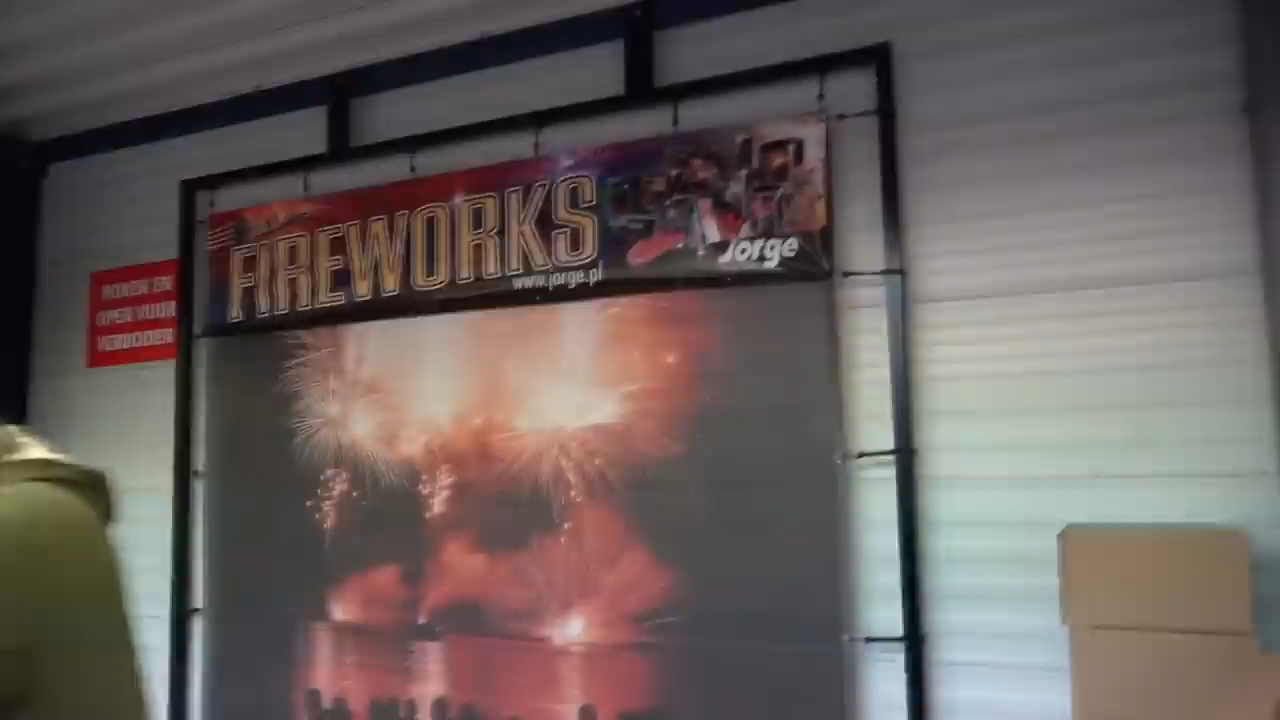 FIREWORKS
www.jorge.pl
Jorge
ROKEN EN
OPEN VUUR
VERBODEN